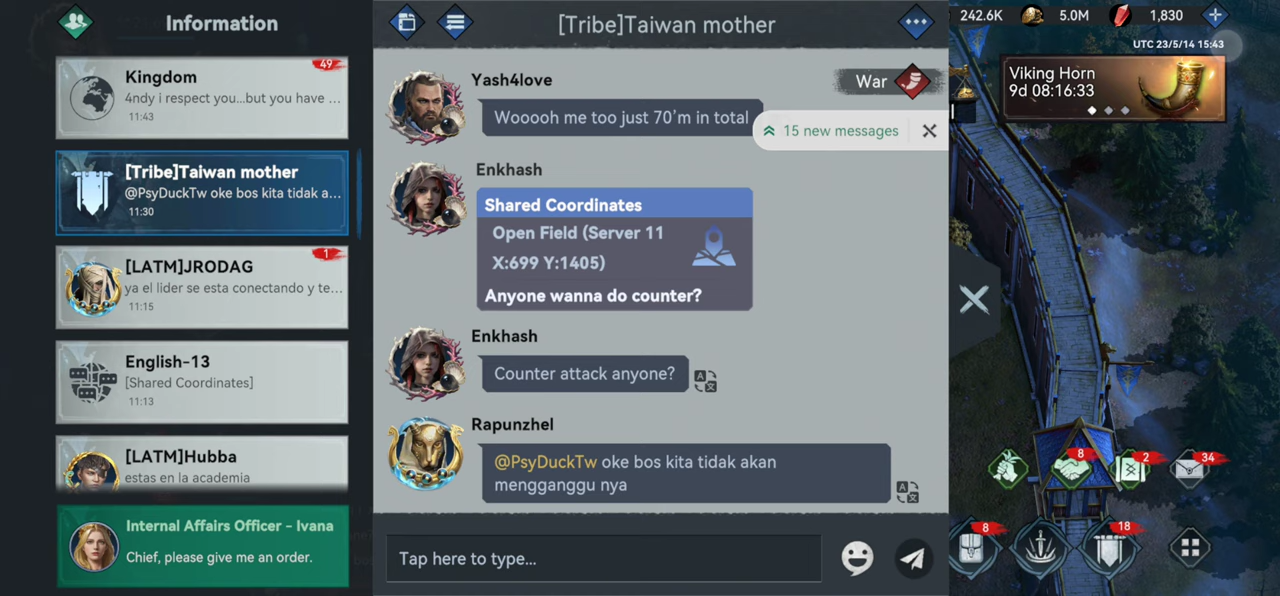 Information
Kingdom
49
4ndy i respect you...but you have ...
11:43
[Tribe]Taiwan mother
@PsyDuckTw oke bos kita tidak a...
11:30
[LATM]JRODAG
1
ya el lider se esta conectando y te...
11:15
English-13
[Shared Coordinates]
11:13
[LATM]Hubba
estas en la academia
Internal Affairs Officer - Ivana
Chief, please give me an order.
[Tribe]Taiwan mother
Yash4love
War
Wooooh me too just 70'm in total
15 new messages
Enkhash
Shared Coordinates
Open Field (Server 11
X:699 Y:1405)
Anyone wanna do counter?
Enkhash
Counter attack anyone?
Rapunzhel
@PsyDuckTw oke bos kita tidak akan
mengganggu nya
Tap here to type...
242.6K
5.0M
1,830
UTC 23/5/14 15:43
Viking Horn
9d 08:16:33
8
2
34
8
18